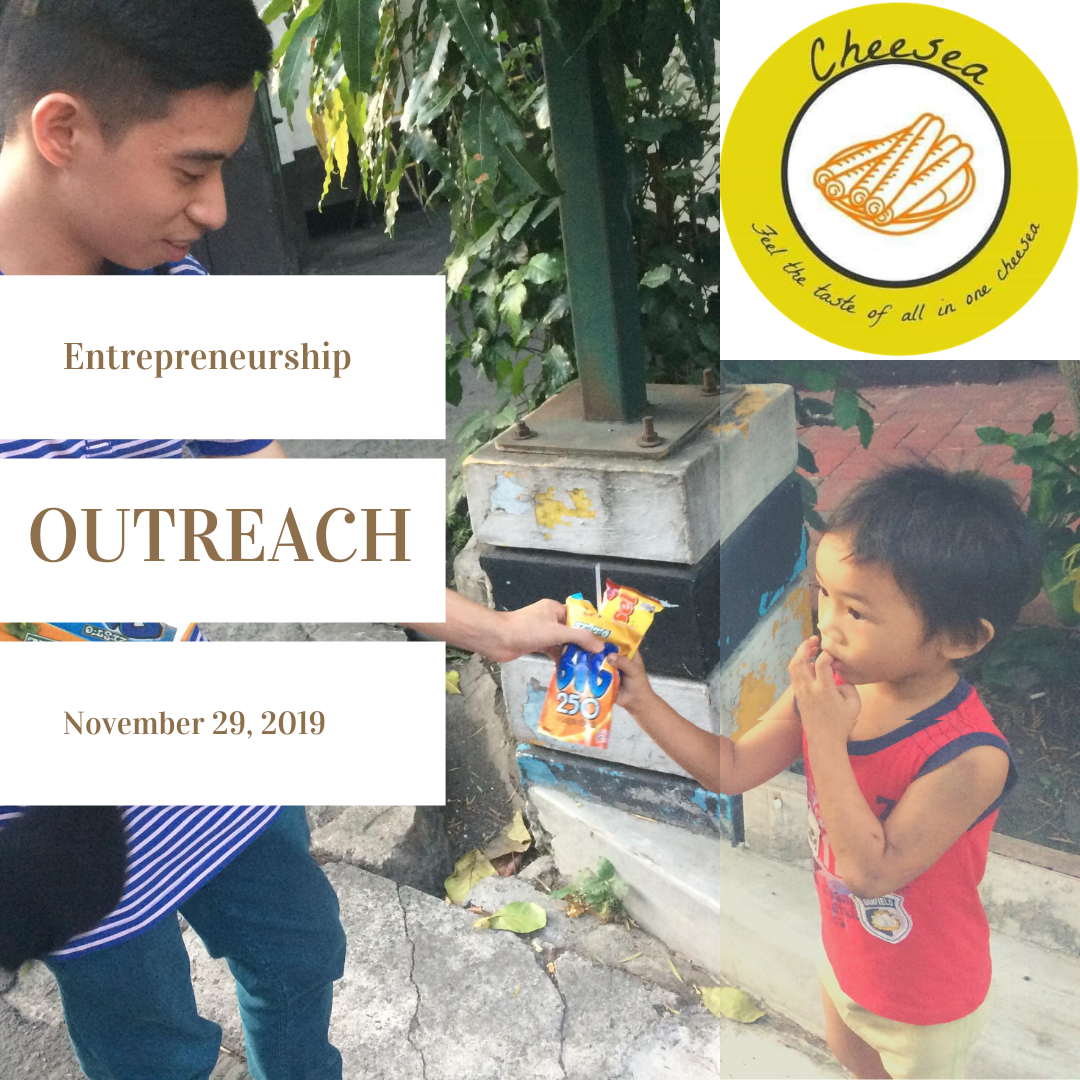 Cheesea
Feel the taste of all in one cheesea
Entrepreneurship
OUTREACH
November 29, 2019
BIG
250